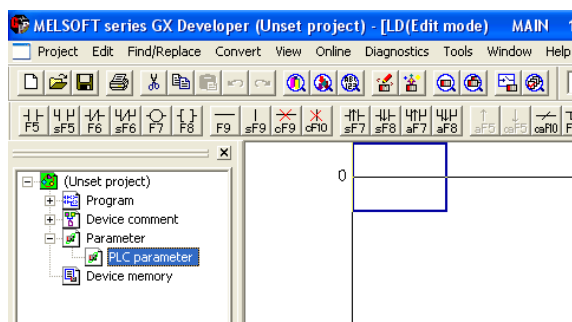 MELSOFT series GX Developer (Unset project) - [LD(Edit mode) MAIN 1
Project Edit Find/Replace Convert View Online Diagnostics Tools Window Help
F5 sF5 F6 sF6 F7 F8 F9 sF9 cF9 cF10 sF7 sF8 aF7 aF8 aF5 caF5 caF10
(Unset project)
Program
Device comment
Parameter
PLC parameter
Device memory
0